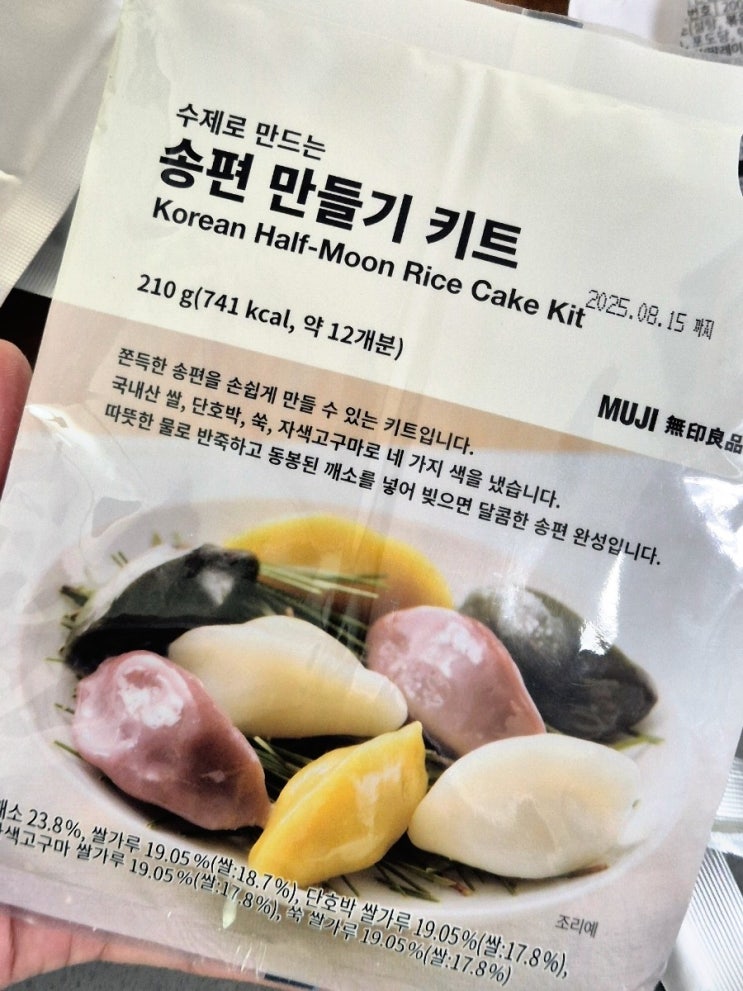 수제로 만드는
송편 만들기 키트
Korean Half-Moon Rice Cake Kit
2025.08.15 까지
210 g(741 kcal, 약 12개분)
MUJI 無印良品
쫀득한 송편을 손쉽게 만들 수 있는 키트입니다.
국내산 쌀, 단호박, 쑥, 자색고구마로 네 가지 색을 냈습니다.
따뜻한 물로 반죽하고 동봉된 깨소를 넣어 빚으면 달콤한 송편 완성입니다.
깨소 23.8%, 쌀가루 19.05%(쌀:18.7%), 단호박 쌀가루 19.05%(쌀:17.8%),
자색고구마 쌀가루 19.05%(쌀:17.8%), 쑥 쌀가루 19.05%(쌀:17.8%)
조리예